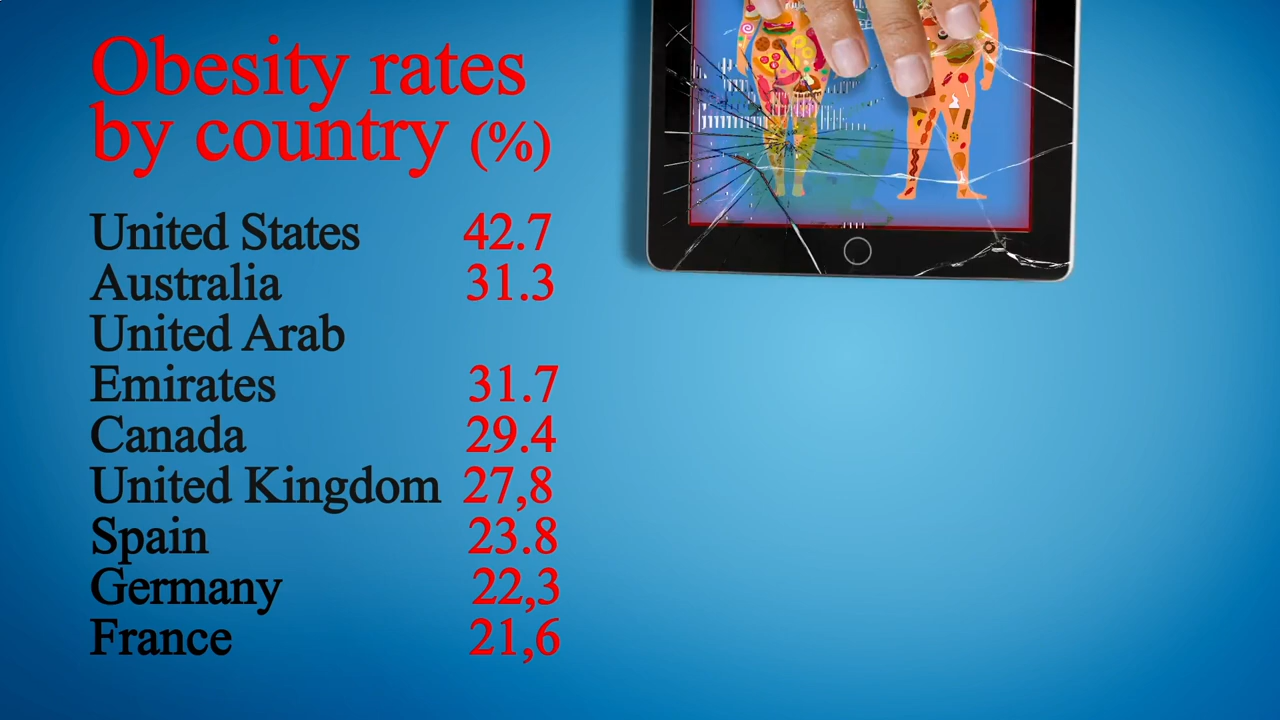 Obesity rates
by country (%)
United States 42.7
Australia 31.3
United Arab
Emirates 31.7
Canada 29.4
United Kingdom 27,8
Spain 23.8
Germany 22,3
France 21,6